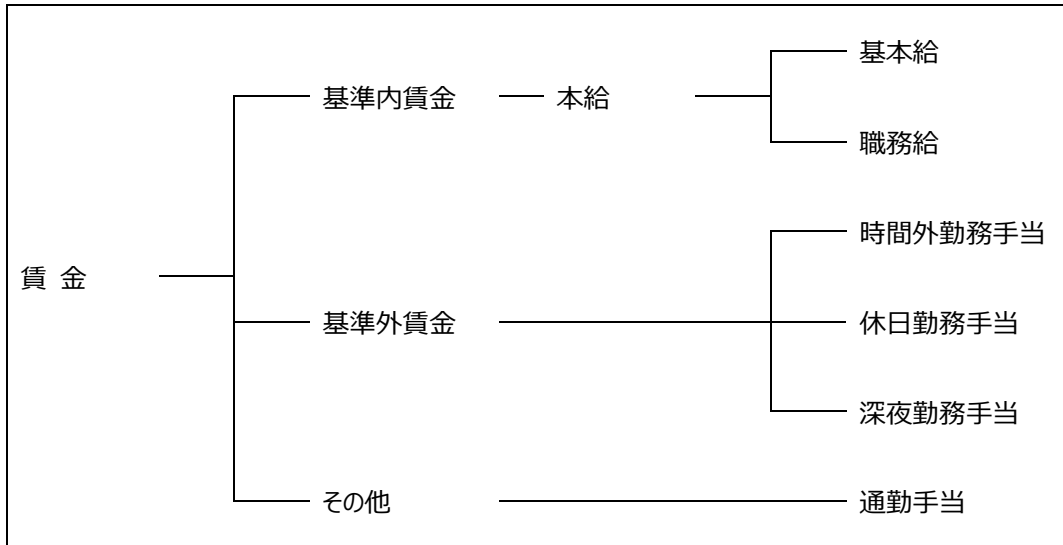 基本給
基準内賃金 本給
職務給
時間外勤務手当
賃 金
基準外賃金 休日勤務手当
深夜勤務手当
その他 通勤手当